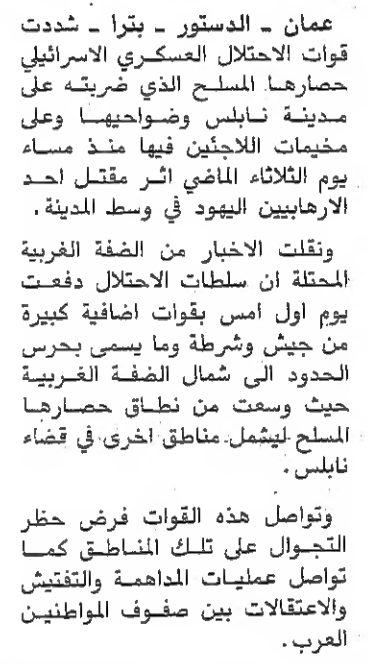 عمان ـ الدستور ـ بترا ـ شددت
قوات الاحتلال العسكري الاسرائيلي
حصارها المسلح الذي ضربته على
مدينة نابلس وضواحيها وعلى
مخيمات اللاجئين فيها منذ مساء
يوم الثلاثاء الماضي اثر مقتل احد
الارهابيين اليهود في وسط المدينة.
ونقلت الاخبار من الضفة الغربية
المحتلة ان سلطات الاحتلال دفعت
يوم اول امس بقوات اضافية كبيرة
من جيش وشرطة وما يسمى بحرس
الحدود الى شمال الضفة الغربية
حيث وسعت من نطاق حصارها
المسلح ليشمل مناطق اخرى في قضاء
نابلس.
وتواصل هذه القوات فرض حظر
التجوال على تلك المناطق كما
تواصل عمليات المداهمة والتفتيش
والاعتقالات بين صفوف المواطنين
العرب.